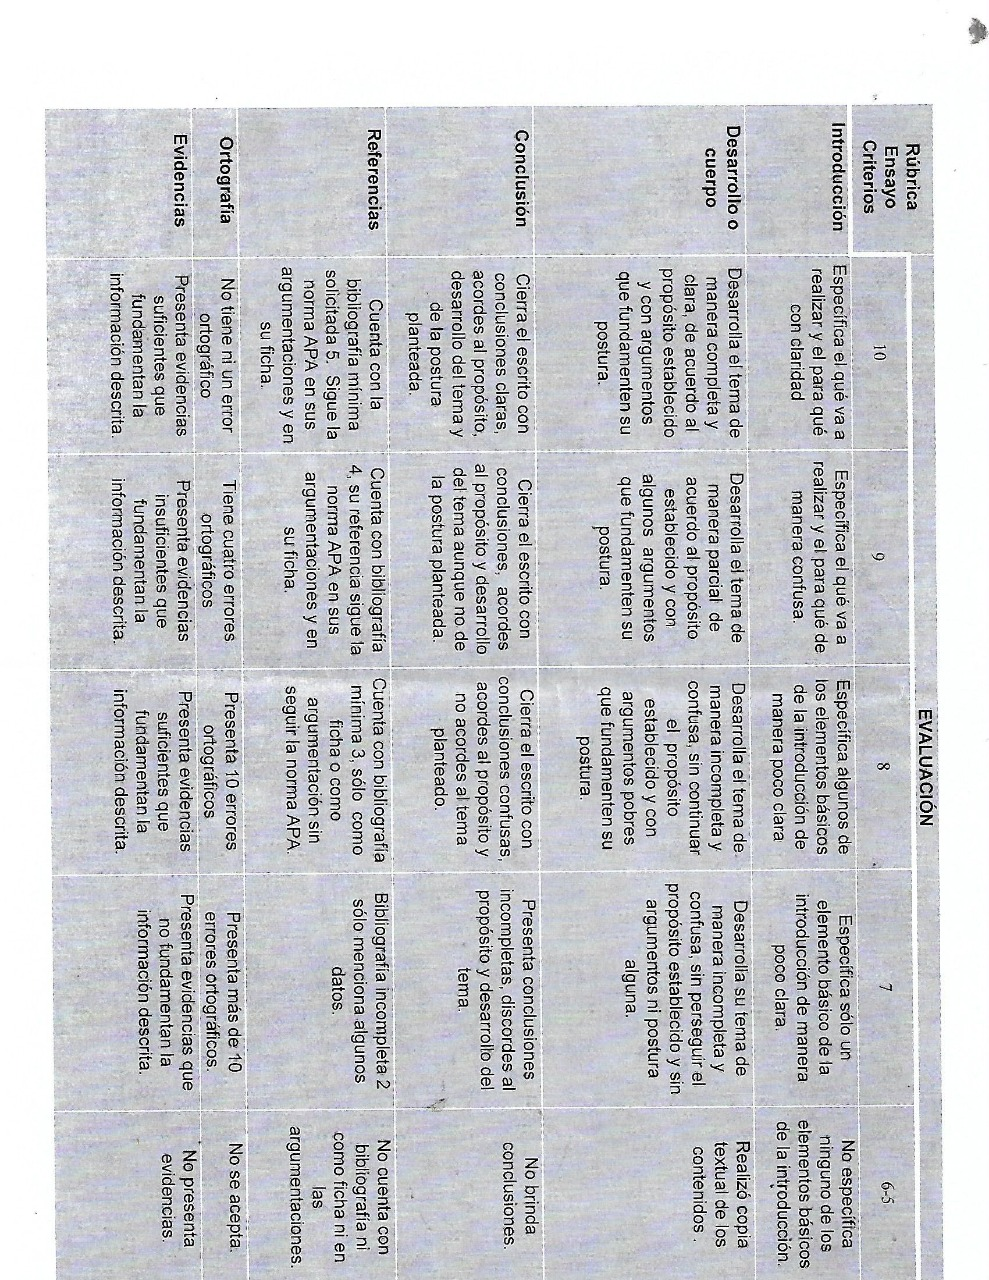 EVALUACIÓN
Rúbrica
Ensayo
Criterios
10
9
8
7
6-5
Introducción
Específica el qué va a
realizar y el para qué
con claridad
Específica el qué va a
realizar y el para qué de
manera confusa.
Específica algunos de
los elementos básicos
de la introducción de
manera poco clara
Específica sólo un
elemento básico de la
introducción de manera
poco clara.
No específica
ninguno de los
elementos básicos
de la introducción.
Desarrollo o
cuerpo
Desarrolla el tema de
manera completa y
clara, de acuerdo al
propósito establecido
y con argumentos
que fundamenten su
postura.
Desarrolla el tema de
manera parcial de
acuerdo al propósito
establecido y con
algunos argumentos
que fundamenten su
postura.
Desarrolla el tema de
manera incompleta y
confusa, sin continuar
el propósito
establecido y con
argumentos pobres
que fundamenten su
postura.
Desarrolla su tema de
manera incompleta y
confusa, sin perseguir el
propósito establecido y sin
argumentos ni postura
alguna.
Realizó copia
textual de los
contenidos.
Conclusión
Cierra el escrito con
conclusiones claras,
acordes al propósito,
desarrollo del tema y
de la postura
planteada.
Cierra el escrito con
conclusiones, acordes
al propósito y desarrollo
del tema aunque no de
la postura planteada.
Cierra el escrito con
conclusiones confusas,
acordes al propósito y
no acordes al tema
planteado.
Presenta conclusiones
incompletas, discordes al
propósito y desarrollo del
tema.
No brinda
conclusiones.
Referencias
Cuenta con la
bibliografía mínima
solicitada 5. Sigue la
norma APA en sus
argumentaciones y en
su ficha.
Cuenta con bibliografía
4, su referencia sigue la
norma APA en sus
argumentaciones y en
su ficha.
Cuenta con bibliografía
mínima 3, sólo como
ficha o como
argumentación sin
seguir la norma APA.
Bibliografía incompleta 2
sólo menciona algunos
datos.
No cuenta con
bibliografía ni
como ficha ni en
las
argumentaciones.
Ortografía
No tiene ni un error
ortográfico
Tiene cuatro errores
ortográficos
Presenta 10 errores
ortográficos
Presenta más de 10
errores ortográficos.
No se acepta.
Evidencias
Presenta evidencias
suficientes que
fundamentan la
información descrita.
Presenta evidencias
insuficientes que
fundamentan la
información descrita.
Presenta evidencias
suficientes que
fundamentan la
información descrita.
Presenta evidencias que
no fundamentan la
información descrita.
No presenta
evidencias.